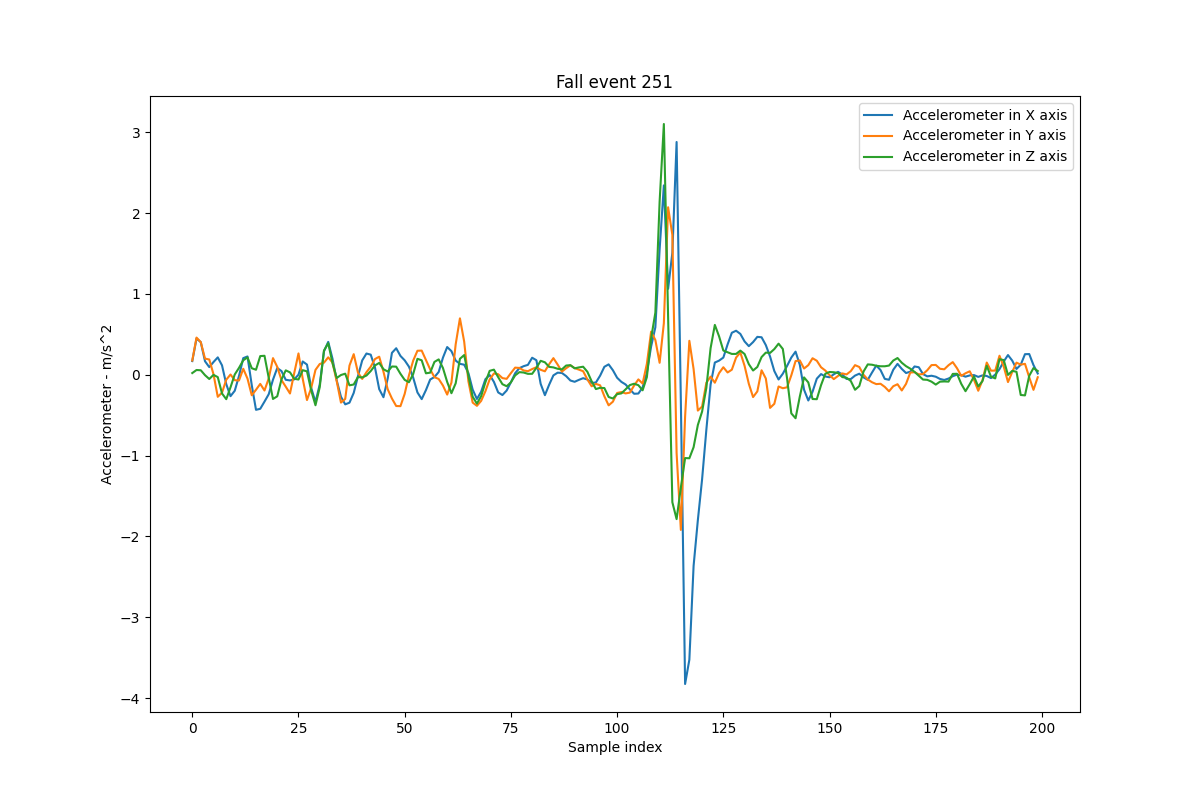 Fall event 251
Accelerometer in X axis
Accelerometer in Y axis
Accelerometer in Z axis
Accelerometer - m/s^2
3
2
1
0
−1
−2
−3
−4
0 25 50 75 100 125 150 175 200
Sample index